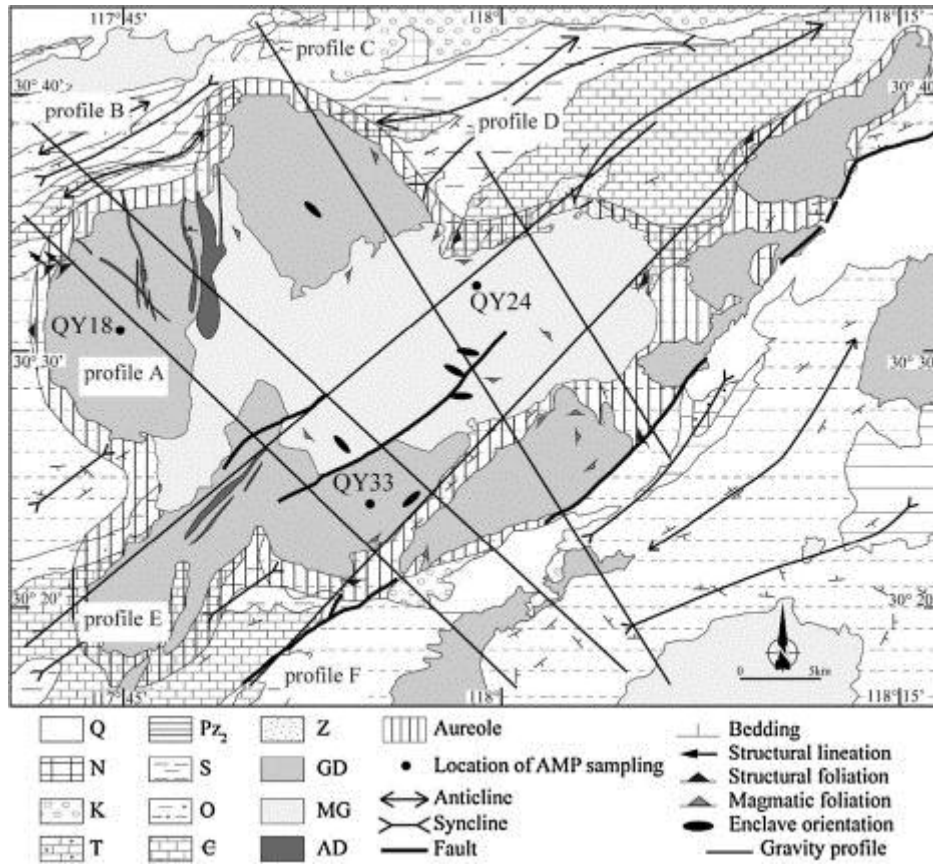 117°45'
118°
118°15'
profile C
30° 40'
30° 40'
profile B
profile D
QY24
QY18
30° 30'
30° 30'
profile A
QY33
30° 20'
30° 20'
profile E
profile F
0 5km
117°45'
118°
118°15'
Q Pz₂ Z Aureole Bedding
N S GD Location of AMP sampling Structural lineation
K O MG Anticline Structural foliation
T Є AD Syncline Magmatic foliation
Fault Enclave orientation
Gravity profile